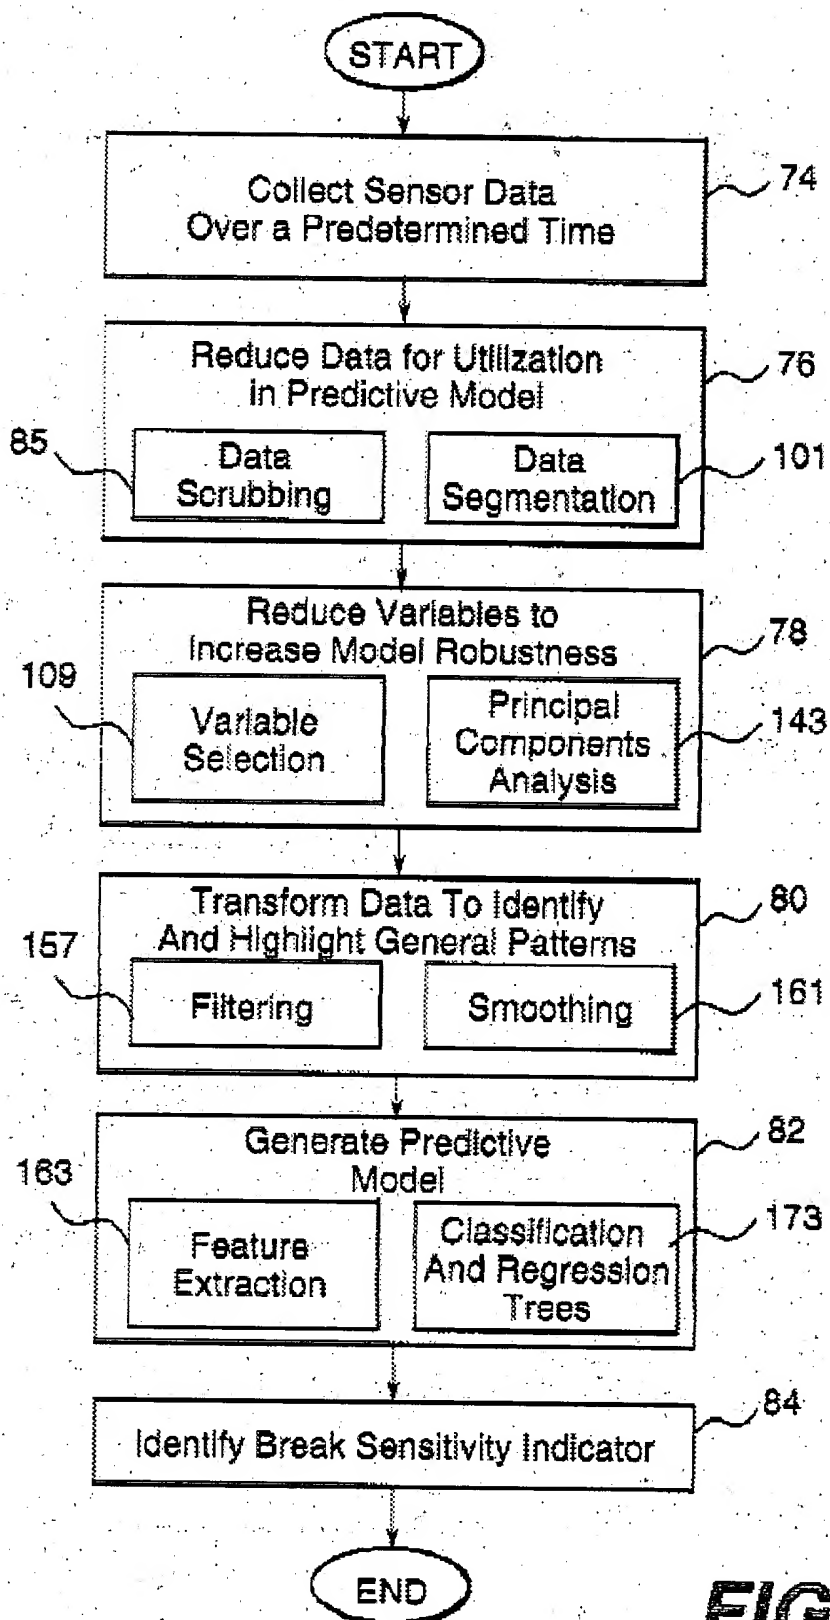 START
Collect Sensor Data
Over a Predetermined Time
74
Reduce Data for Utilization
in Predictive Model
76
85
Data
Scrubbing
Data
Segmentation
101
Reduce Variables to
Increase Model Robustness
78
109
Variable
Selection
Principal
Components
Analysis
143
Transform Data To Identify
And Highlight General Patterns
80
157
Filtering
Smoothing
161
Generate Predictive
Model
82
163
Feature
Extraction
Classification
And Regression
Trees
173
Identify Break Sensitivity Indicator
84
END
FIG